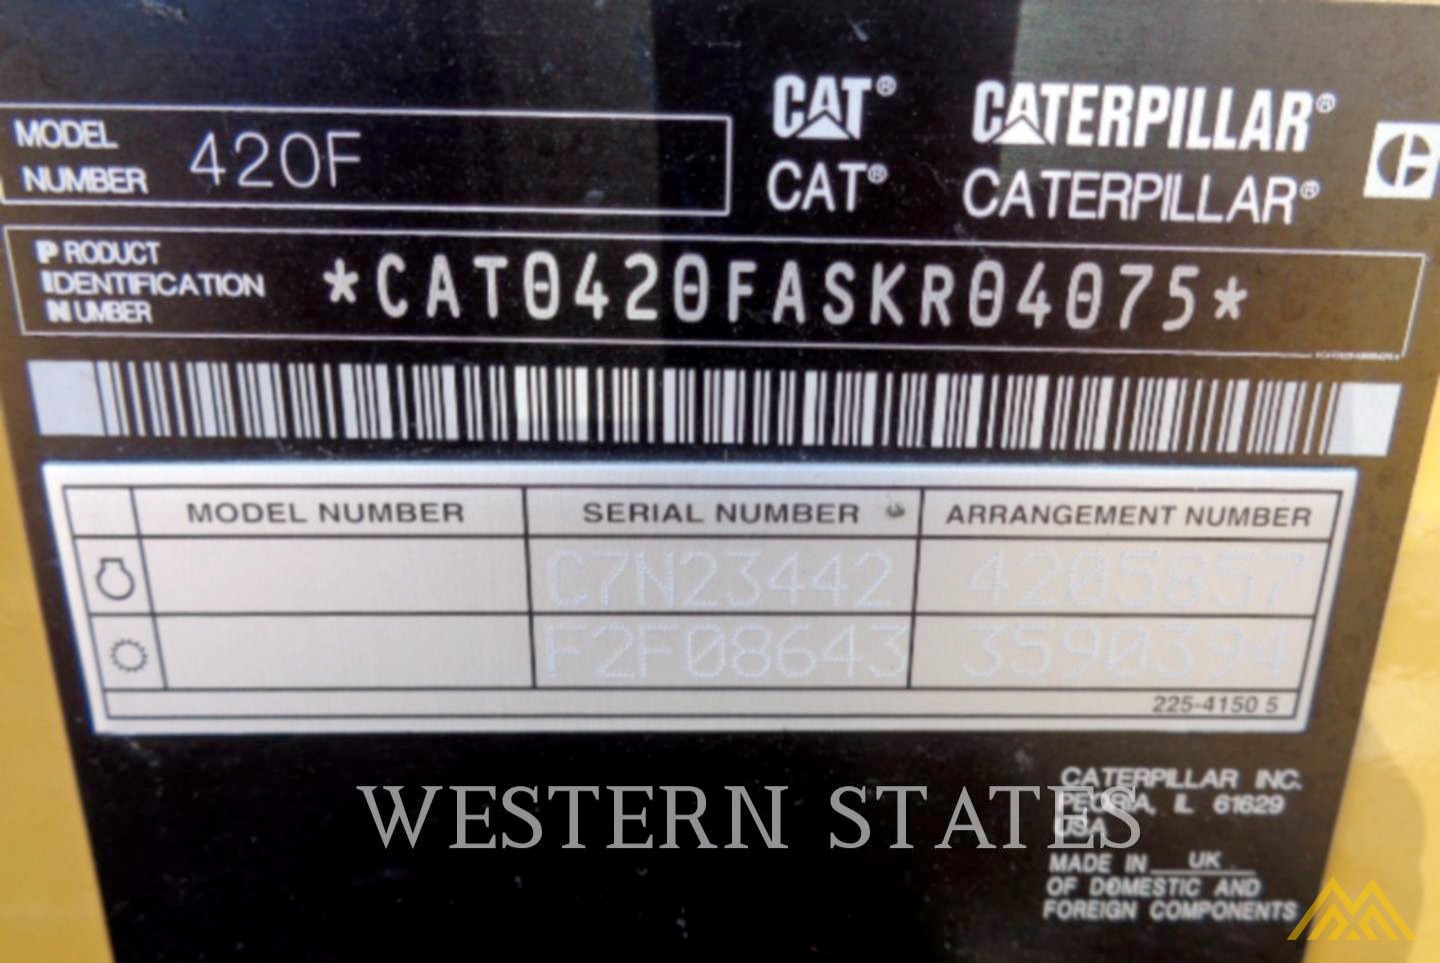 MODEL
NUMBER 420F
CAT® CATERPILLAR®
CAT® CATERPILLAR®
PRODUCT
IDENTIFICATION
NUMBER
*CAT0420FASKR04075*
MODEL NUMBER SERIAL NUMBER ARRANGEMENT NUMBER
C7N23442 4205857
F2F08643 3590394
225-4150 5
WESTERN STATES
CATERPILLAR INC.
PEORIA, IL 61629
USA
MADE IN UK
OF DOMESTIC AND
FOREIGN COMPONENTS